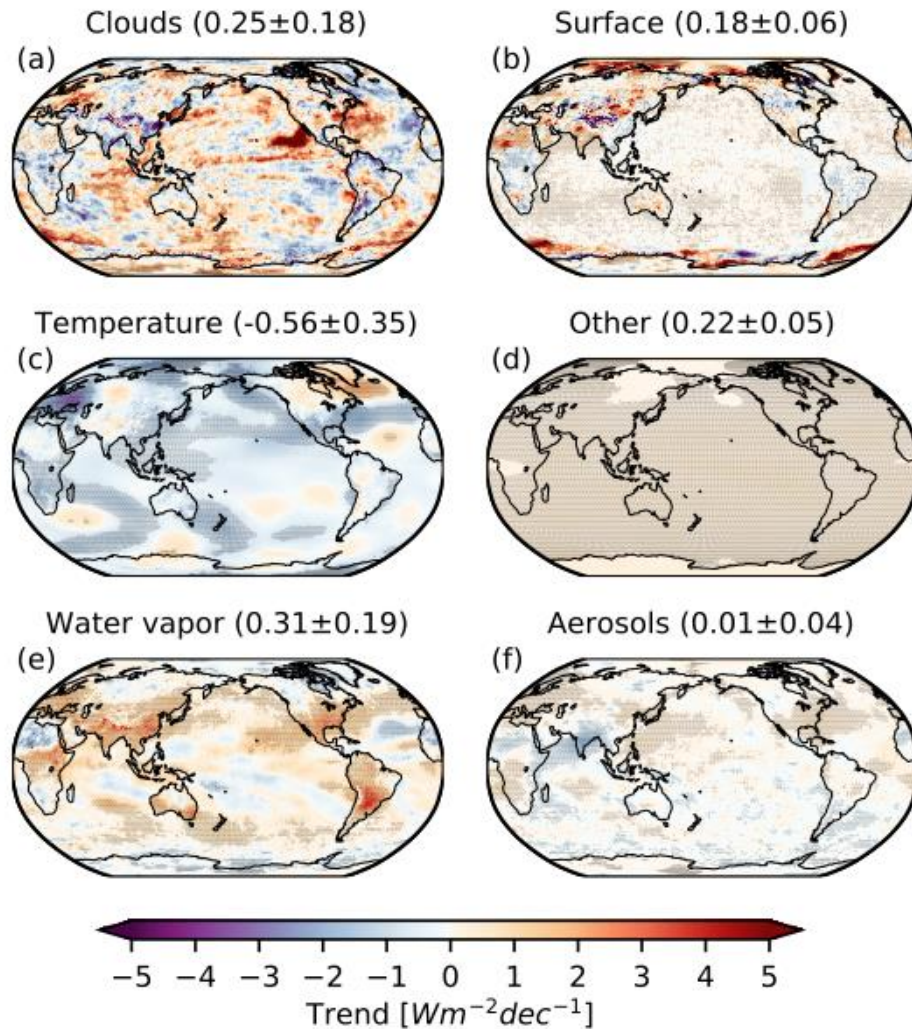 Clouds (0.25±0.18)
Surface (0.18±0.06)
(a)
(b)
Temperature (-0.56±0.35)
Other (0.22±0.05)
(c)
(d)
Water vapor (0.31±0.19)
Aerosols (0.01±0.04)
(e)
(f)
−5 −4 −3 −2 −1 0 1 2 3 4 5
Trend [Wm⁻²dec⁻¹]